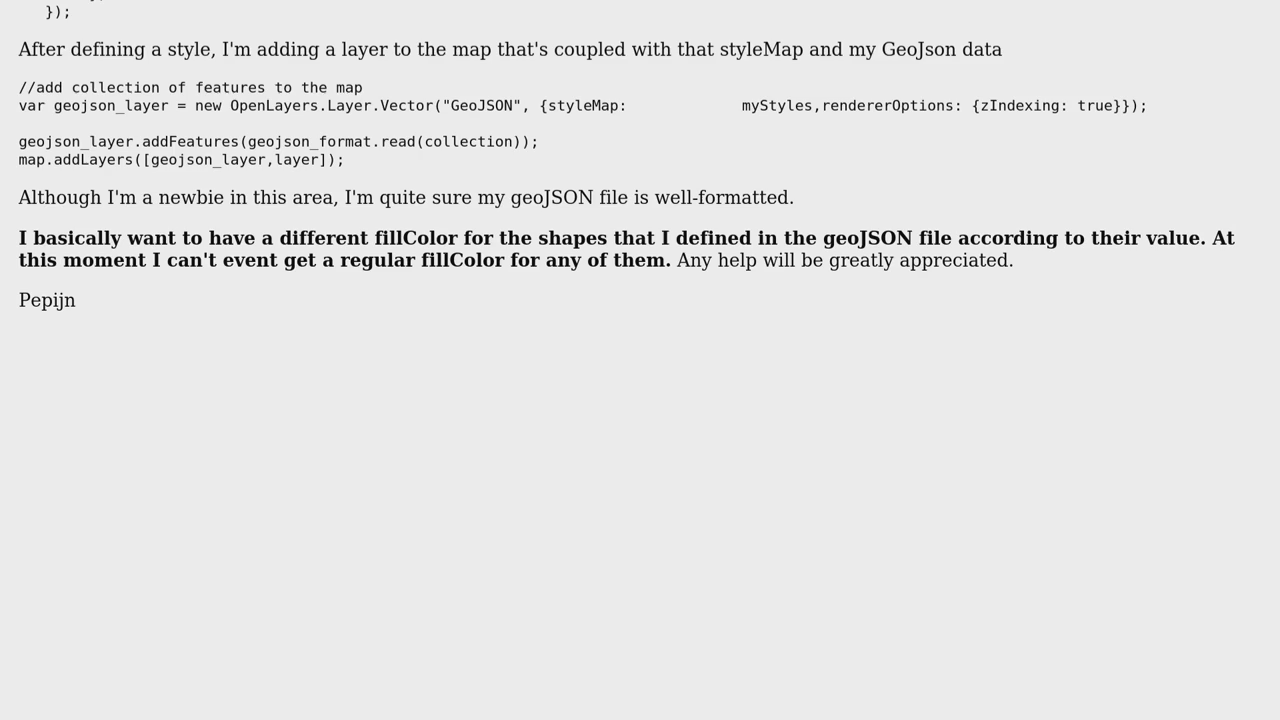 });
After defining a style, I'm adding a layer to the map that's coupled with that styleMap and my GeoJson data
//add collection of features to the map
var geojson_layer = new OpenLayers.Layer.Vector("GeoJSON", {styleMap:             myStyles,rendererOptions: {zIndexing: true}});
geojson_layer.addFeatures(geojson_format.read(collection));
map.addLayers([geojson_layer,layer]);
Although I'm a newbie in this area, I'm quite sure my geoJSON file is well-formatted.
I basically want to have a different fillColor for the shapes that I defined in the geoJSON file according to their value. At
this moment I can't event get a regular fillColor for any of them. Any help will be greatly appreciated.
Pepijn